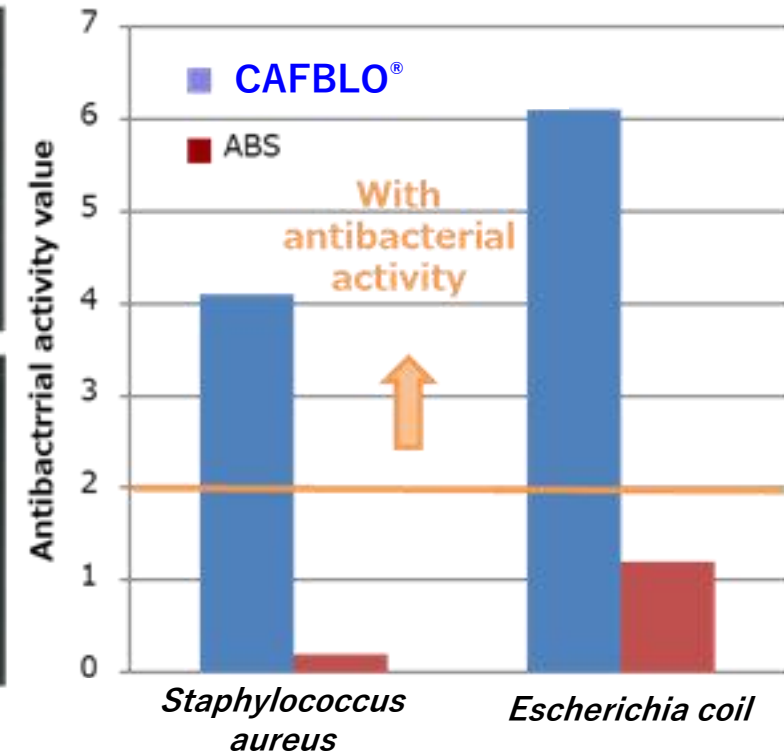 7
CAFBLO®
6
ABS
5
With
antibacterial
activity
4
3
2
1
0
Antibactrrial activity value
Staphylococcus
aureus
Escherichia coil